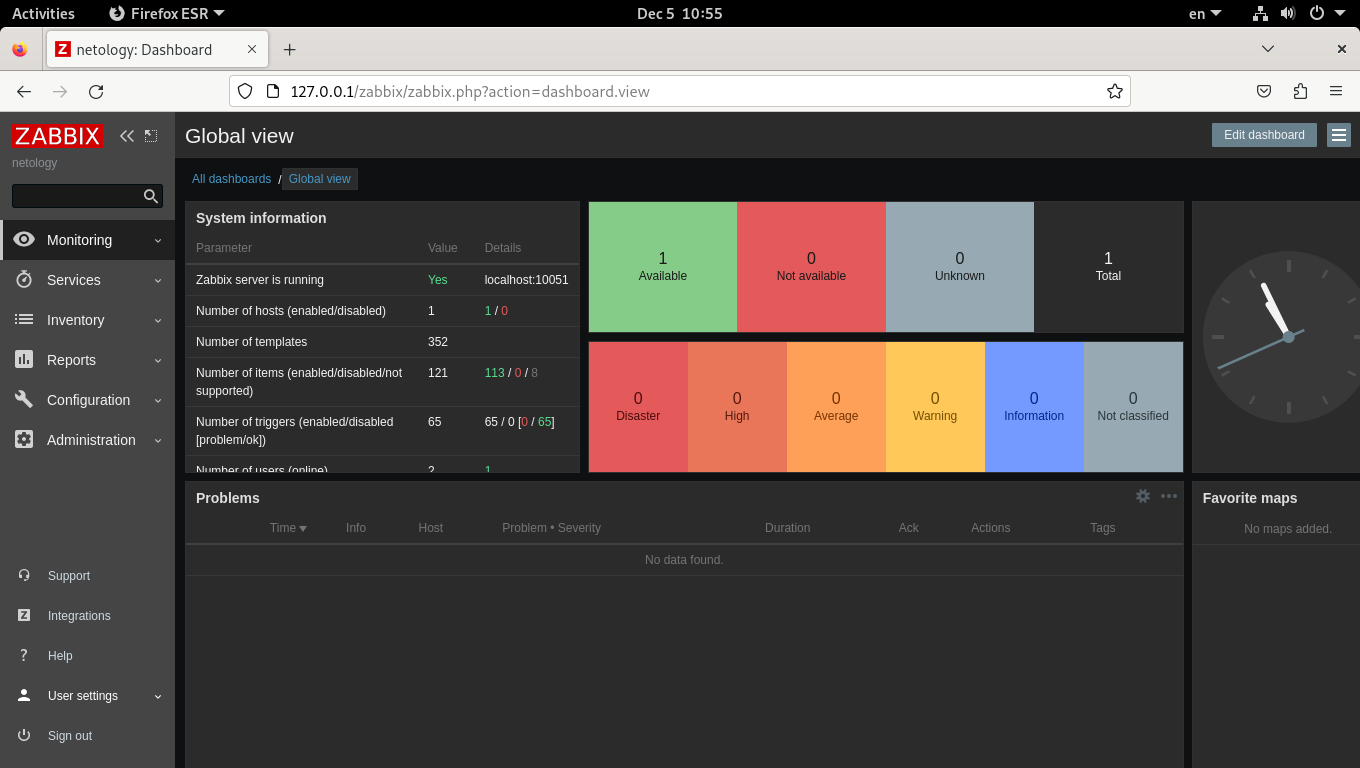 Activities Firefox ESR Dec 5 10:55 en
netology: Dashboard
127.0.0.1/zabbix/zabbix.php?action=dashboard.view
ZABBIX
netology
Monitoring
Services
Inventory
Reports
Configuration
Administration
Support
Integrations
Help
User settings
Sign out
Global view
Edit dashboard
All dashboards / Global view
System information
Parameter Value Details
Zabbix server is running Yes localhost:10051
Number of hosts (enabled/disabled) 1 1 / 0
Number of templates 352
Number of items (enabled/disabled/not 121 113 / 0 / 8
supported)
Number of triggers (enabled/disabled 65 65 / 0 [0 / 65]
[problem/ok])
Number of users (online) 2 1
1 0 0 1
Available Not available Unknown Total
0 0 0 0 0 0
Disaster High Average Warning Information Not classified
Problems
Time Info Host Problem • Severity Duration Ack Actions Tags
No data found.
Favorite maps
No maps added.